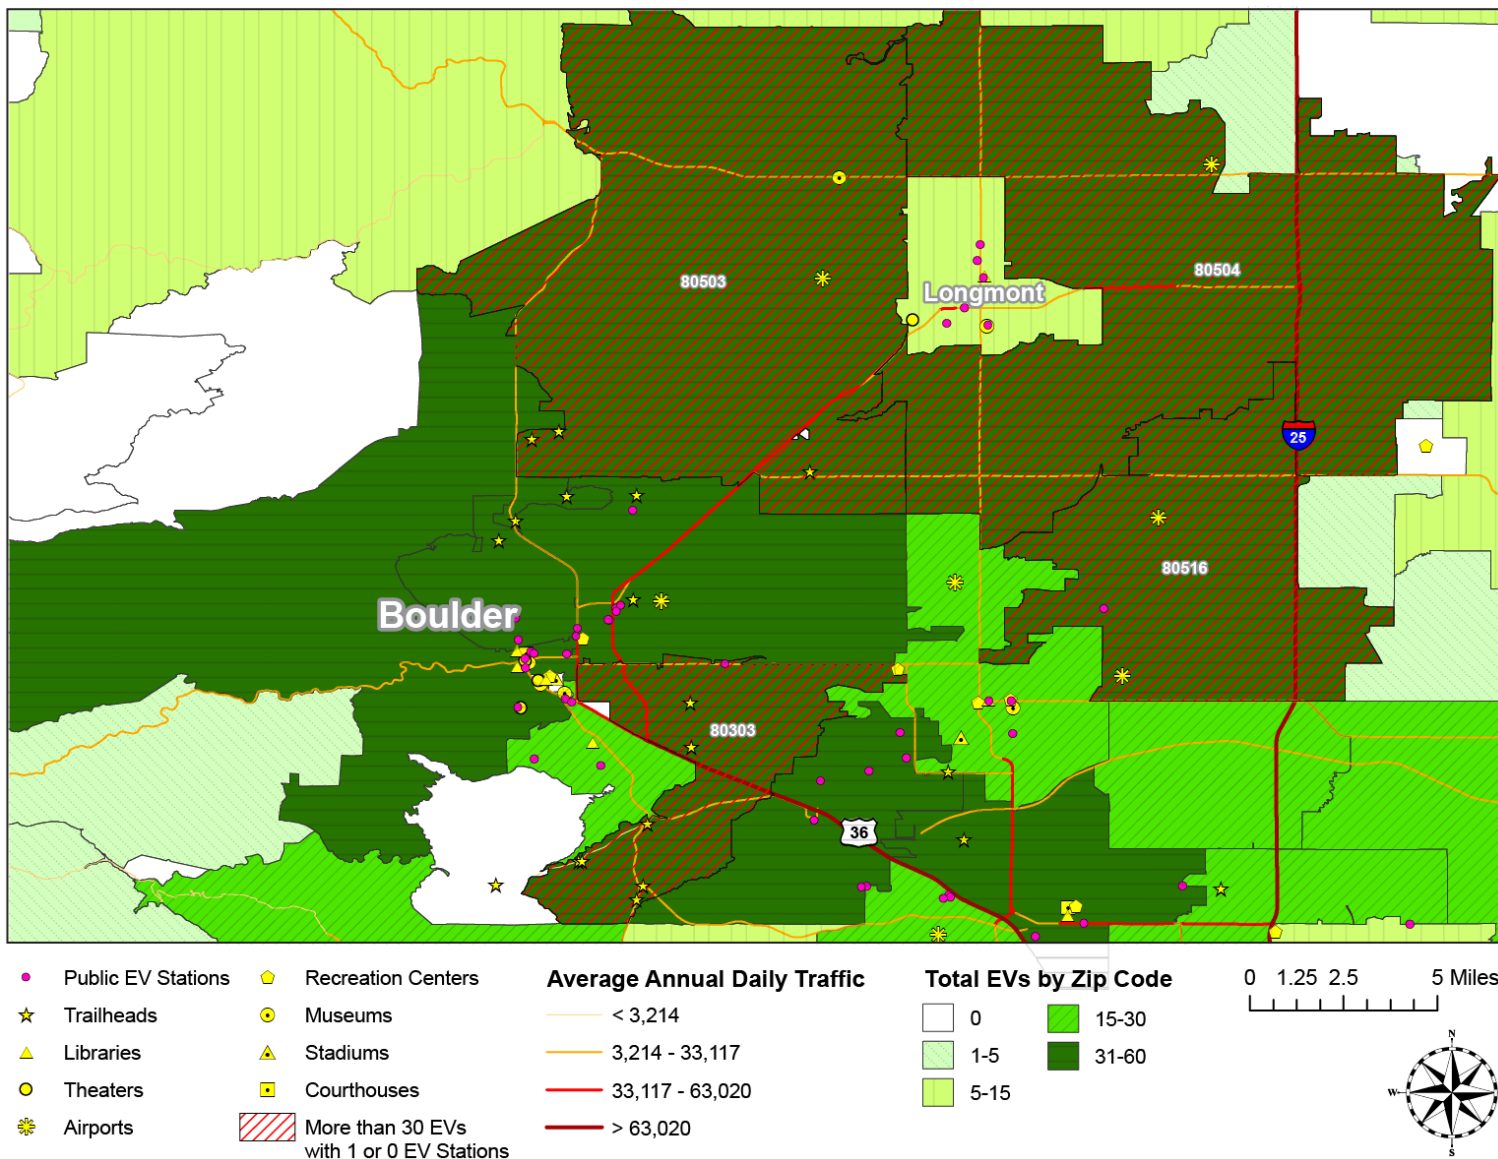 80503
80504
Longmont
25
80516
Boulder
80303
36
Public EV Stations
Trailheads
Libraries
Theaters
Airports
Recreation Centers
Museums
Stadiums
Courthouses
More than 30 EVs
with 1 or 0 EV Stations
Average Annual Daily Traffic
< 3,214
3,214 - 33,117
33,117 - 63,020
> 63,020
Total EVs by Zip Code
0
1-5
5-15
15-30
31-60
0 1.25 2.5 5 Miles
N
W
E
S